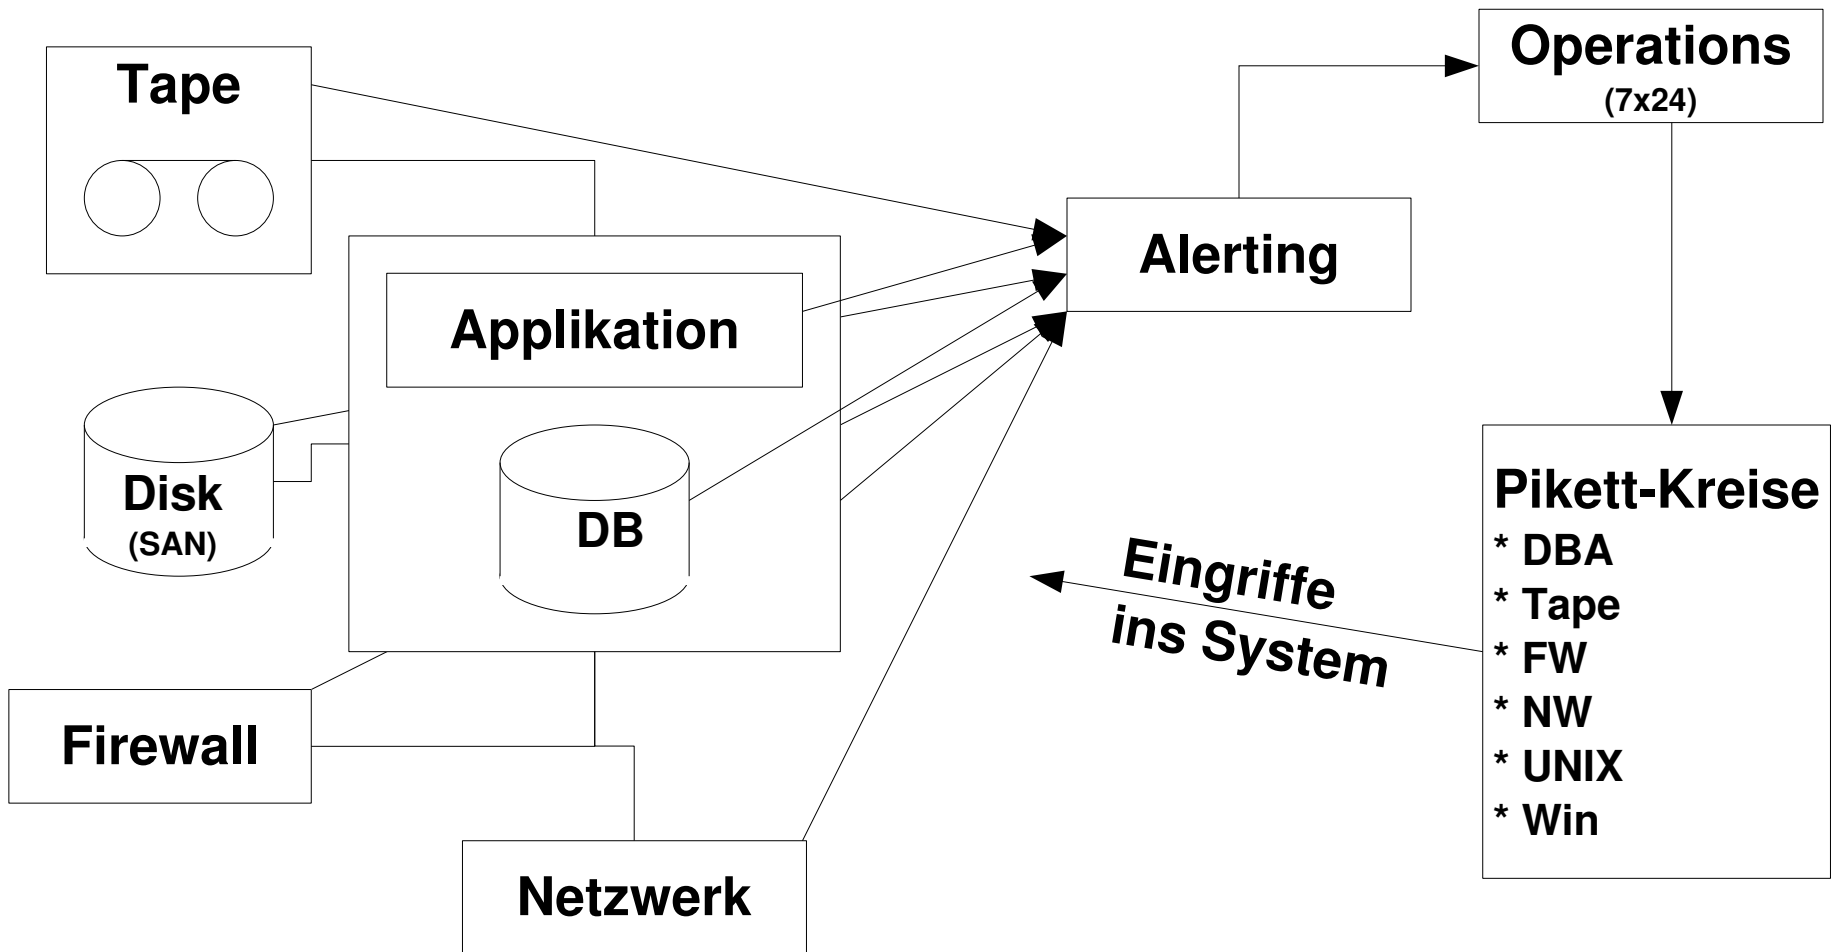 Tape
Operations
(7x24)
Alerting
Applikation
Disk
(SAN)
DB
Pikett-Kreise
* DBA
* Tape
* FW
* NW
* UNIX
* Win
Eingriffe
ins System
Firewall
Netzwerk